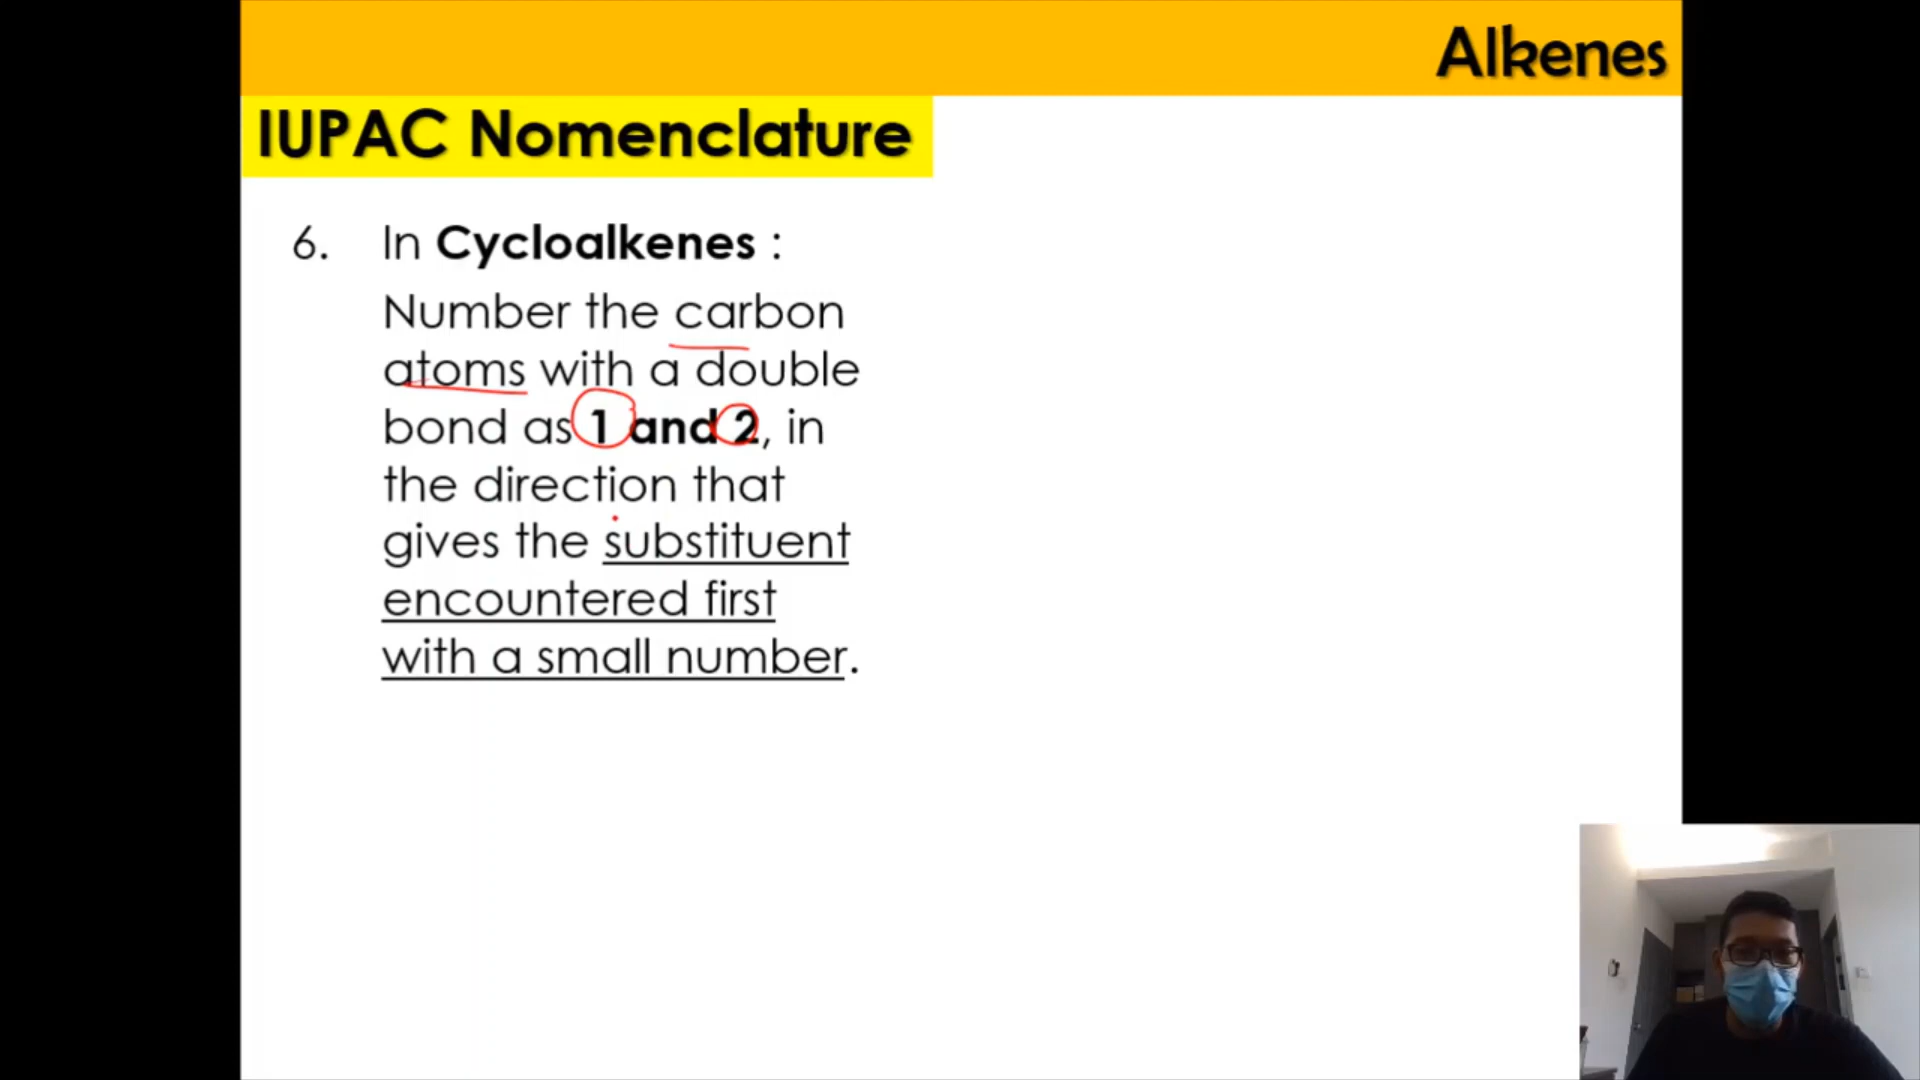 Alkenes
IUPAC Nomenclature
6. In Cycloalkenes :
Number the carbon
atoms with a double
bond as 1 and 2, in
the direction that
gives the substituent
encountered first
with a small number.